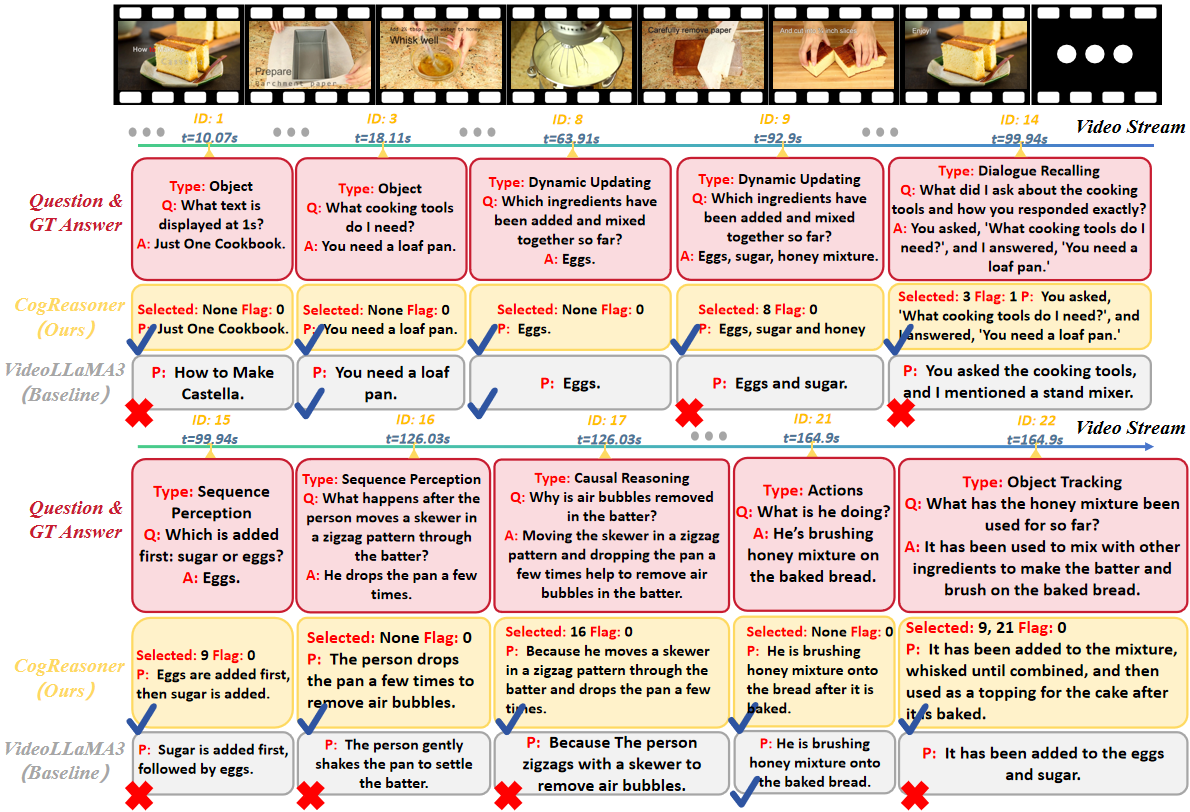 How
Prepare
parchment paper
Add 2½ tbsp. warm water to honey.
Whisk well
Carefully remove paper
And cut into
inch slices
Enjoy!
ID: 1
t=10.07s
ID: 3
t=18.11s
ID: 8
t=63.91s
ID: 9
t=92.9s
ID: 14
t=99.94s
Video Stream
Question &
GT Answer
Type: Object
Q: What text is
displayed at 1s?
A: Just One Cookbook.
Type: Object
Q: What cooking tools
do I need?
A: You need a loaf pan.
Type: Dynamic Updating
Q: Which ingredients have
been added and mixed
together so far?
A: Eggs.
Type: Dynamic Updating
Q: Which ingredients have
been added and mixed
together so far?
A: Eggs, sugar, honey mixture.
Type: Dialogue Recalling
Q: What did I ask about the cooking
tools and how you responded exactly?
A: You asked, 'What cooking tools do I
need?', and I answered, 'You need a
loaf pan.'
CogReasoner
(Ours)
Selected: None Flag: 0
P: Just One Cookbook.
Selected: None Flag: 0
P: You need a loaf pan.
Selected: None Flag: 0
P: Eggs.
Selected: 8 Flag: 0
P: Eggs, sugar and honey
Selected: 3 Flag: 1 P: You asked,
'What cooking tools do I need?', and
I answered, 'You need a loaf pan.'
VideoLLaMA3
(Baseline)
P: How to Make
Castella.
P: You need a loaf
pan.
P: Eggs.
P: Eggs and sugar.
P: You asked the cooking tools,
and I mentioned a stand mixer.
ID: 15
t=99.94s
ID: 16
t=126.03s
ID: 17
t=126.03s
ID: 21
t=164.9s
ID: 22
t=164.9s
Video Stream
Question &
GT Answer
Type: Sequence
Perception
Q: Which is added
first: sugar or eggs?
A: Eggs.
Type: Sequence Perception
Q: What happens after the
person moves a skewer in
a zigzag pattern through
the batter?
A: He drops the pan a few
times.
Type: Causal Reasoning
Q: Why is air bubbles removed
in the batter?
A: Moving the skewer in a zigzag
pattern and dropping the pan a
few times help to remove air
bubbles in the batter.
Type: Actions
Q: What is he doing?
A: He's brushing
honey mixture on
the baked bread.
Type: Object Tracking
Q: What has the honey mixture been
used for so far?
A: It has been used to mix with other
ingredients to make the batter and
brush on the baked bread.
CogReasoner
(Ours)
Selected: 9 Flag: 0
P: Eggs are added first,
then sugar is added.
Selected: None Flag: 0
P: The person drops
the pan a few times to
remove air bubbles.
Selected: 16 Flag: 0
P: Because he moves a skewer
in a zigzag pattern through the
batter and drops the pan a few
times.
Selected: None Flag: 0
P: He is brushing
honey mixture onto
the bread after it is
baked.
Selected: 9, 21 Flag: 0
P: It has been added to the mixture,
whisked until combined, and then
used as a topping for the cake after
it is baked.
VideoLLaMA3
(Baseline)
P: Sugar is added first,
followed by eggs.
P: The person gently
shakes the pan to settle
the batter.
P: Because The person
zigzags with a skewer to
remove air bubbles.
P: He is brushing
honey mixture onto
the baked bread.
P: It has been added to the eggs
and sugar.